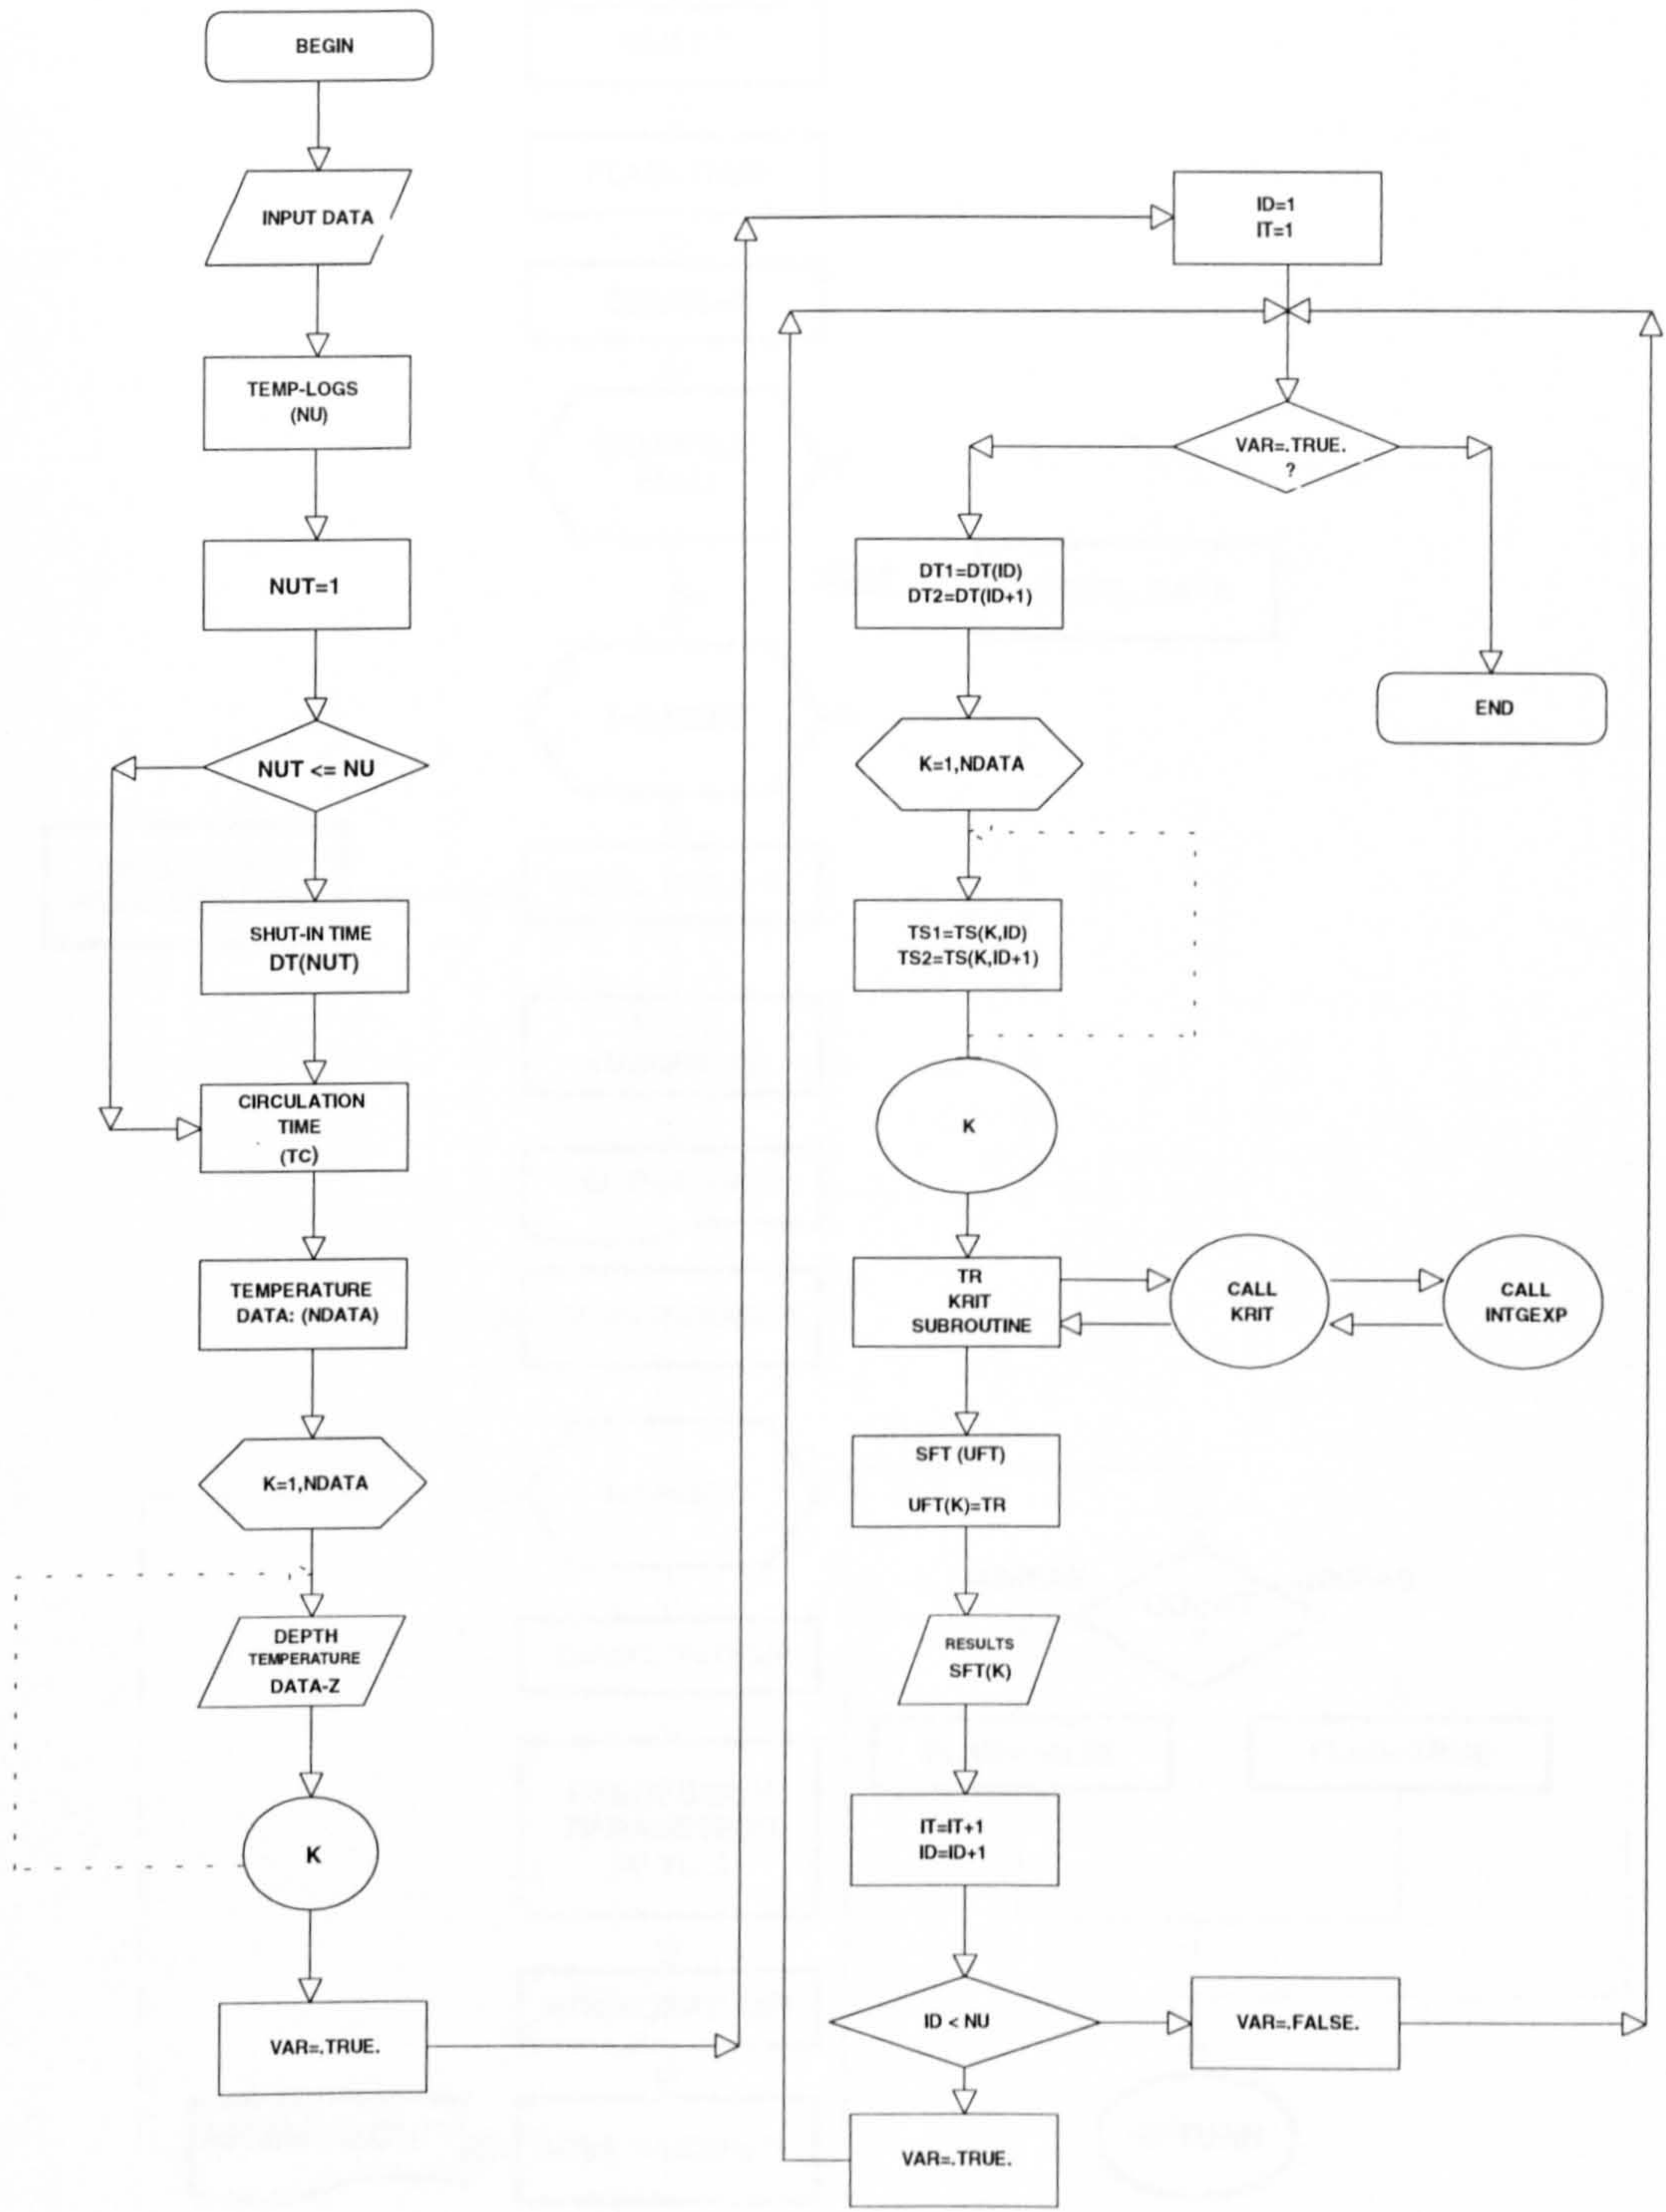 BEGIN
INPUT DATA
TEMP-LOGS
(NU)
NUT=1
NUT <= NU
SHUT-IN TIME
DT(NUT)
CIRCULATION
TIME
(TC)
TEMPERATURE
DATA: (NDATA)
K=1,NDATA
DEPTH
TEMPERATURE
DATA-Z
K
VAR=.TRUE.
ID=1
IT=1
VAR=.TRUE.
?
DT1=DT(ID)
DT2=DT(ID+1)
END
K=1,NDATA
TS1=TS(K,ID)
TS2=TS(K,ID+1)
K
TR
KRIT
SUBROUTINE
CALL
KRIT
CALL
INTGEXP
SFT (UFT)
UFT(K)=TR
RESULTS
SFT(K)
IT=IT+1
ID=ID+1
ID < NU
VAR=.FALSE.
VAR=.TRUE.